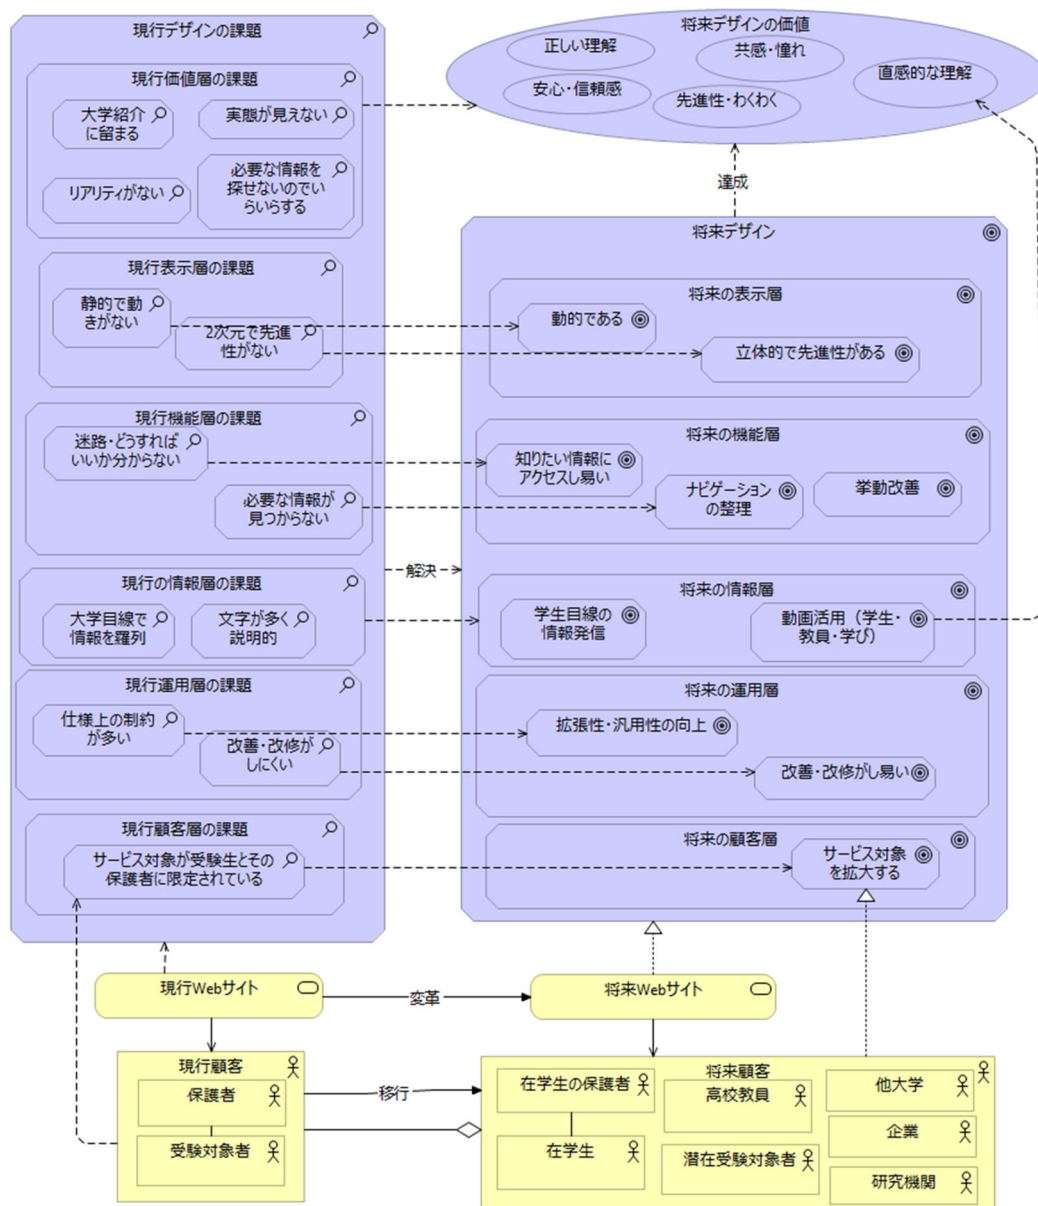 現行デザインの課題
現行価値層の課題
大学紹介
に留まる
実態が見えない
リアリティがない
必要な情報を
探せないのでい
らいらする
現行表示層の課題
静的で動
きがない
2次元で先進
性がない
現行機能層の課題
迷路・どうすれば
いいか分からない
必要な情報が
見つからない
現行の情報層の課題
大学目線で
情報を羅列
文字が多く
説明的
現行運用層の課題
仕様上の制約
が多い
改善・改修が
しにくい
現行顧客層の課題
サービス対象が受験生とその
保護者に限定されている
将来デザインの価値
正しい理解
共感・憧れ
直感的な理解
安心・信頼感
先進性・わくわく
達成
将来デザイン
将来の表示層
動的である
立体的で先進性がある
将来の機能層
知りたい情報に
アクセスし易い
ナビゲーション
の整理
挙動改善
解決
将来の情報層
学生目線の
情報発信
動画活用（学生・
教員・学び）
将来の運用層
拡張性・汎用性の向上
改善・改修がし易い
将来の顧客層
サービス対象
を拡大する
現行Webサイト
変革
将来Webサイト
現行顧客
保護者
受験対象者
移行
将来顧客
在学生の保護者
在学生
高校教員
潜在受験対象者
他大学
企業
研究機関